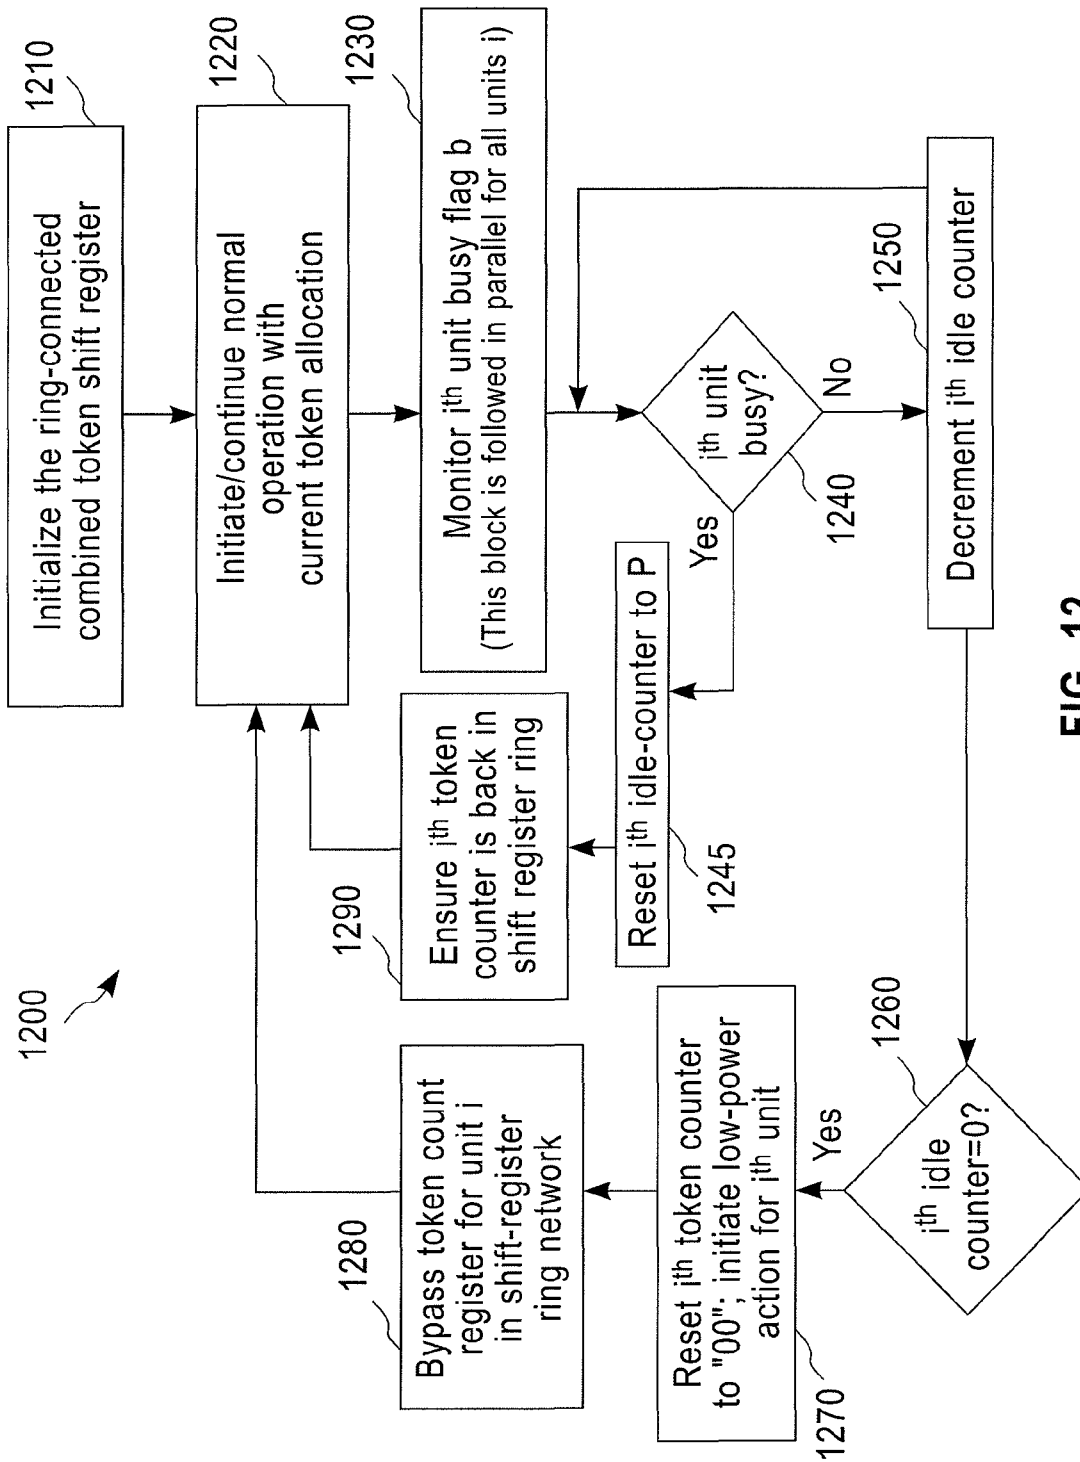 1200
1210
Initialize the ring-connected
combined token shift register
1220
Initiate/continue normal
operation with
current token allocation
1230
Monitor ith unit busy flag b
(This block is followed in parallel for all units i)
ith unit
busy?
1240
Yes
No
Reset ith idle-counter to P
1245
Ensure ith token
counter is back in
shift register ring
1290
1250
Decrement ith idle counter
1260
ith idle
counter=0?
Yes
Reset ith token counter
to "00"; initiate low-power
action for ith unit
1270
Bypass token count
register for unit i
in shift-register
ring network
1280
FIG. 12